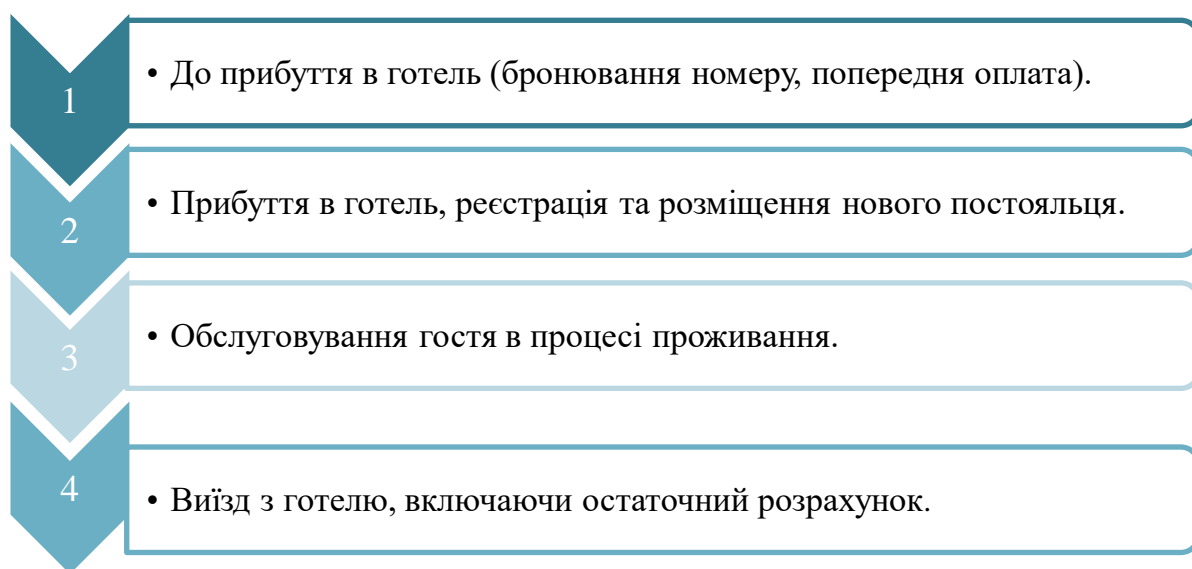 1
• До прибуття в готель (бронювання номеру, попередня оплата).
2
• Прибуття в готель, реєстрація та розміщення нового постояльця.
3
• Обслуговування гостя в процесі проживання.
4
• Виїзд з готелю, включаючи остаточний розрахунок.